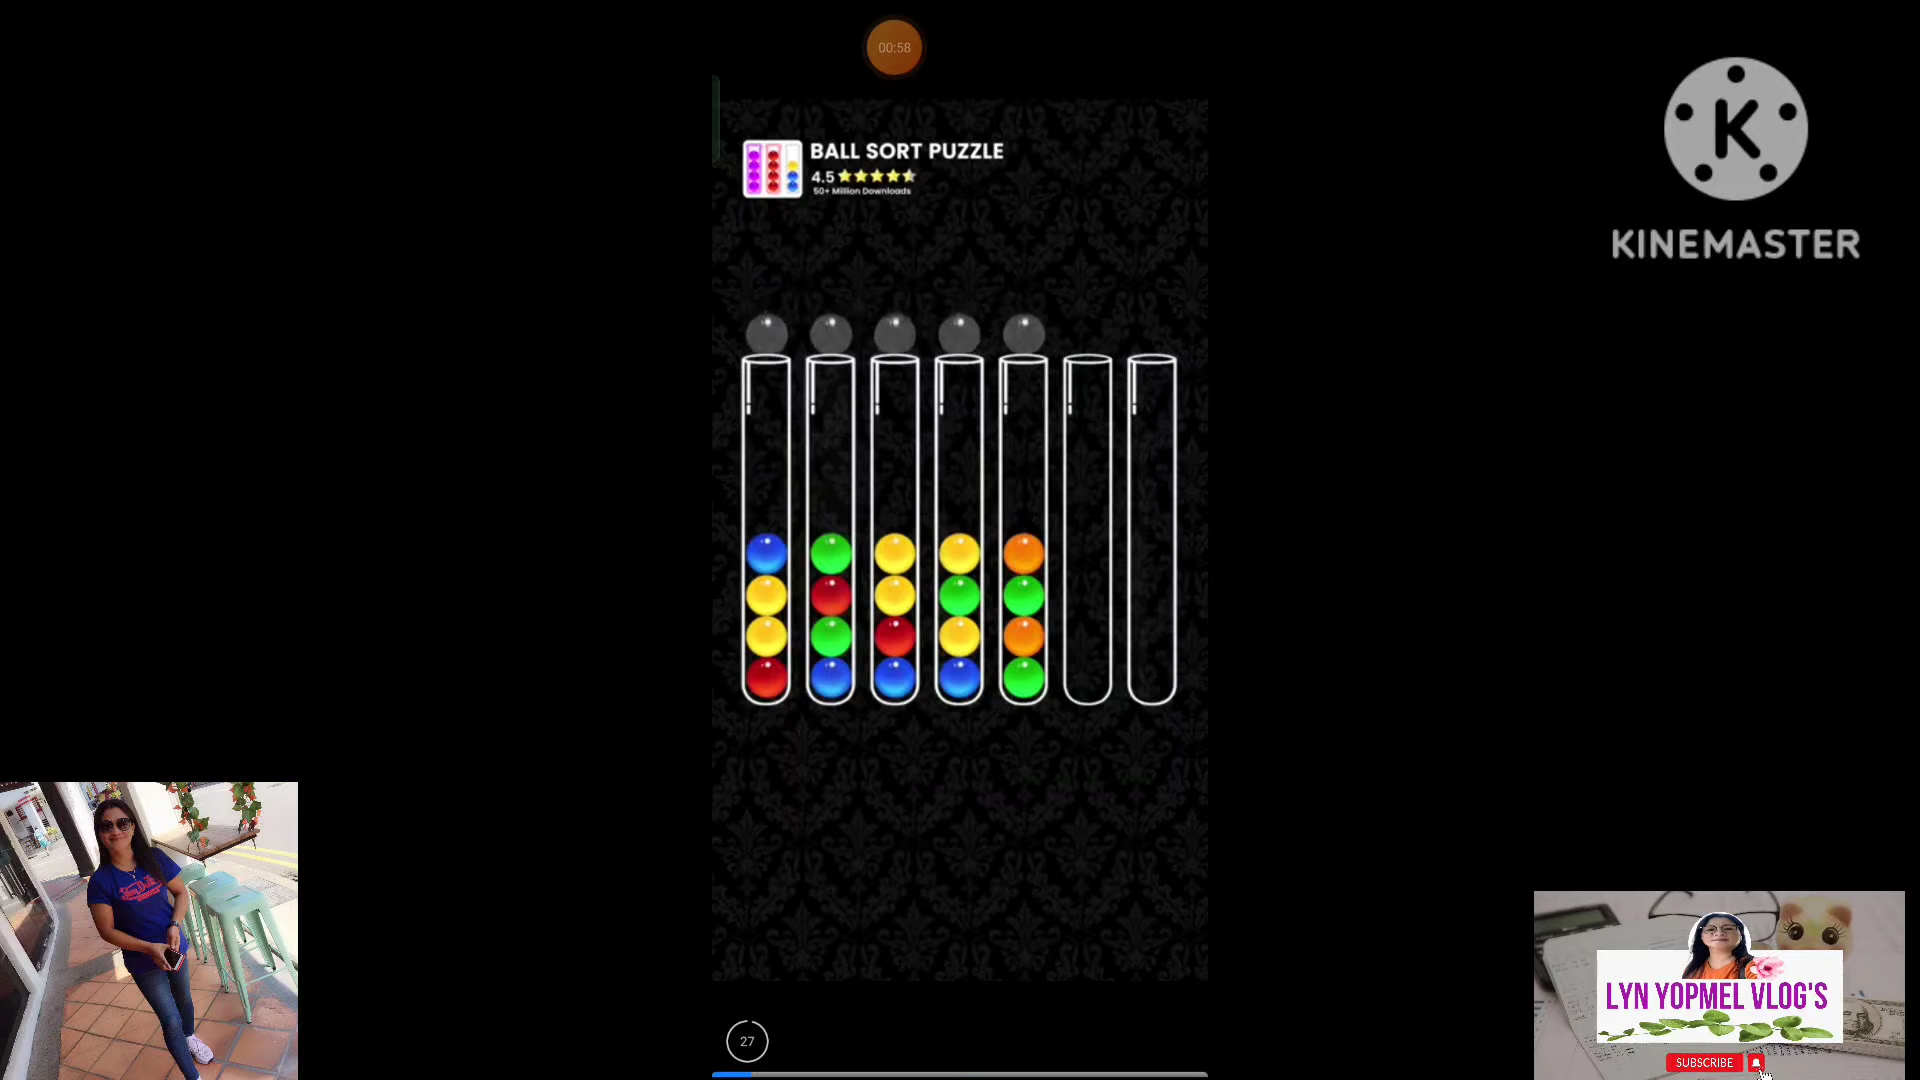 00:58
BALL SORT PUZZLE
4.5
50+ Million Downloads
K
KINEMASTER
27
LYN YOPMEL VLOG'S
SUBSCRIBE